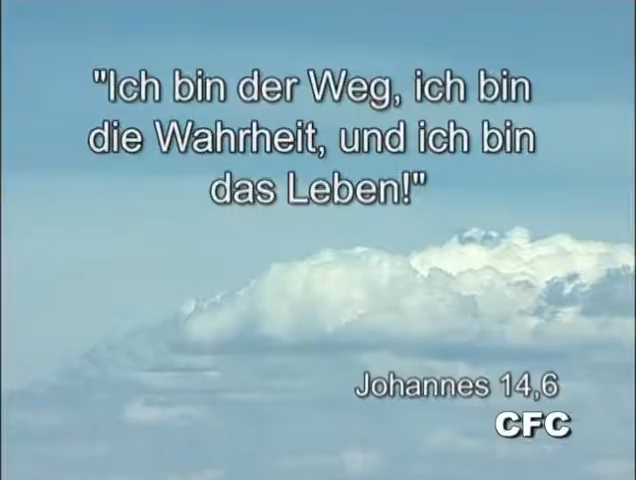 "Ich bin der Weg, ich bin
die Wahrheit, und ich bin
das Leben!"
Johannes 14,6
CFC